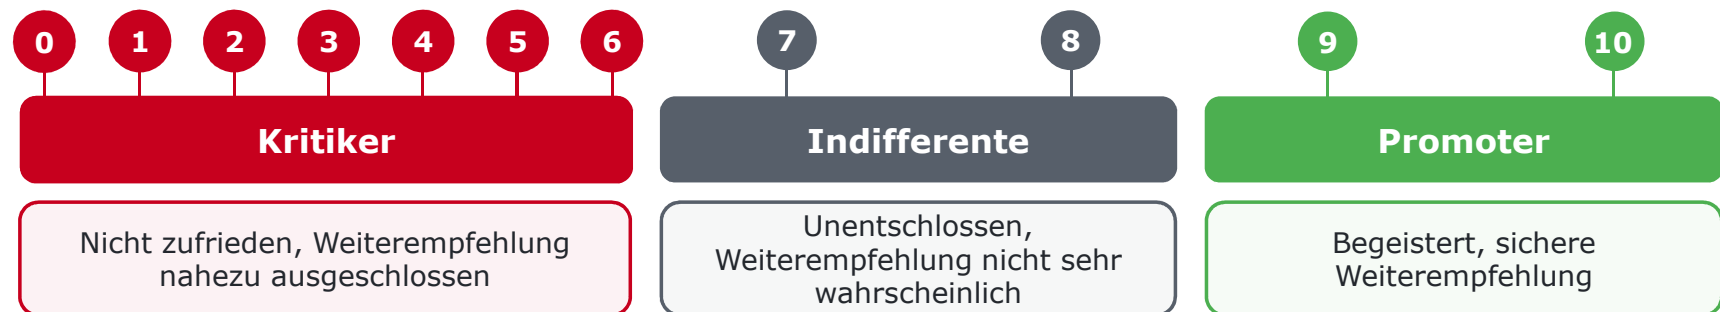 0 1 2 3 4 5 6 7 8 9 10
Kritiker
Indifferente
Promoter
Nicht zufrieden, Weiterempfehlung
nahezu ausgeschlossen
Unentschlossen,
Weiterempfehlung nicht sehr
wahrscheinlich
Begeistert, sichere
Weiterempfehlung